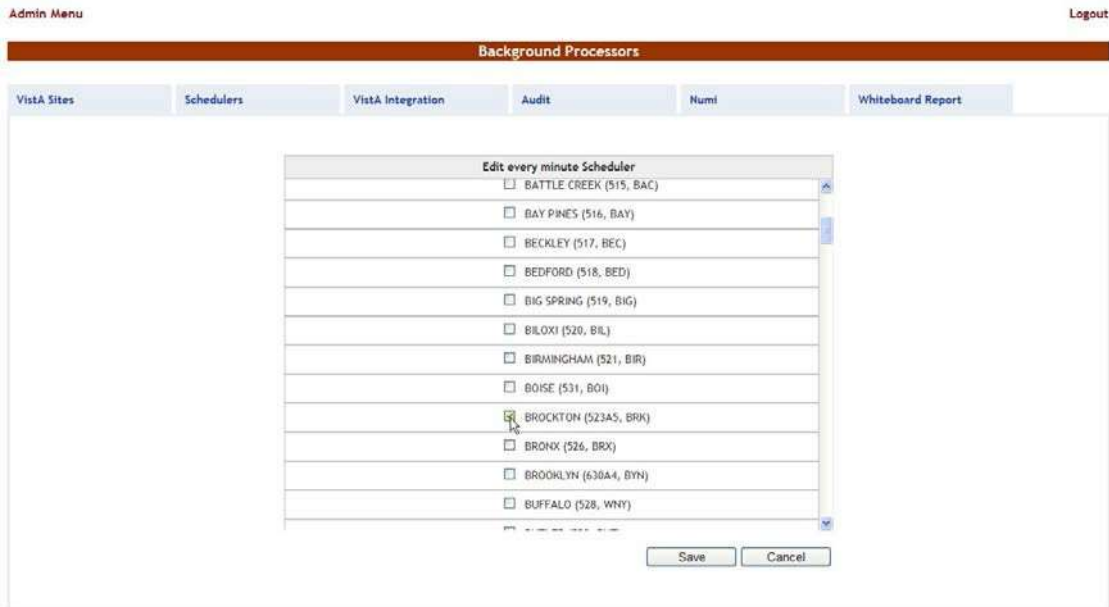 Admin Menu Logout
Background Processors
VistA Sites Schedulers VistA Integration Audit Numi Whiteboard Report
Edit every minute Scheduler
BATTLE CREEK (515, BAC)
BAY PINES (516, BAY)
BECKLEY (517, BEC)
BEDFORD (518, BED)
BIG SPRING (519, BIG)
BILOXI (520, BIL)
BIRMINGHAM (521, BIR)
BOISE (531, BOI)
BROCKTON (523A5, BRK)
BRONX (526, BRX)
BROOKLYN (630A4, BYN)
BUFFALO (528, WNY)
Save Cancel